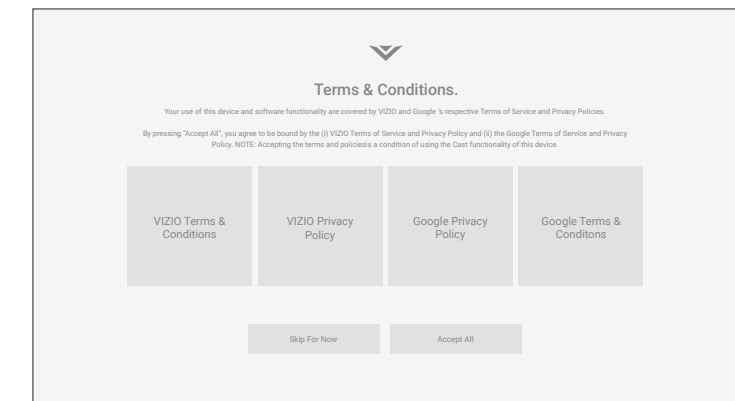 Terms & Conditions.
Your use of this device and software functionality are covered by VIZIO and Google 's respective Terms of Service and Privacy Policies.
By pressing "Accept All", you agree to be bound by the (i) VIZIO Terms of Service and Privacy Policy and (ii) the Google Terms of Service and Privacy
Policy. NOTE: Accepting the terms and policiesis a condition of using the Cast functionality of this device.
VIZIO Terms &
Conditions
VIZIO Privacy
Policy
Google Privacy
Policy
Google Terms &
Conditons
Skip For Now
Accept All